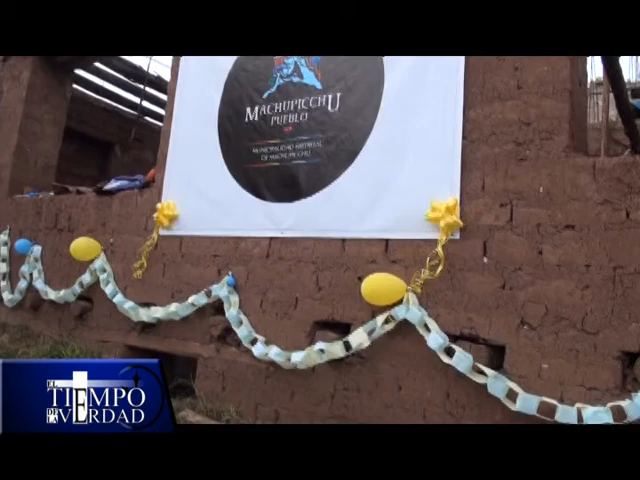 MACHUPICCHU
PUEBLO
MUNICIPALIDAD DISTRITAL
DE MACHUPICCHU
EL
TIEMPO
DE LA
VERDAD